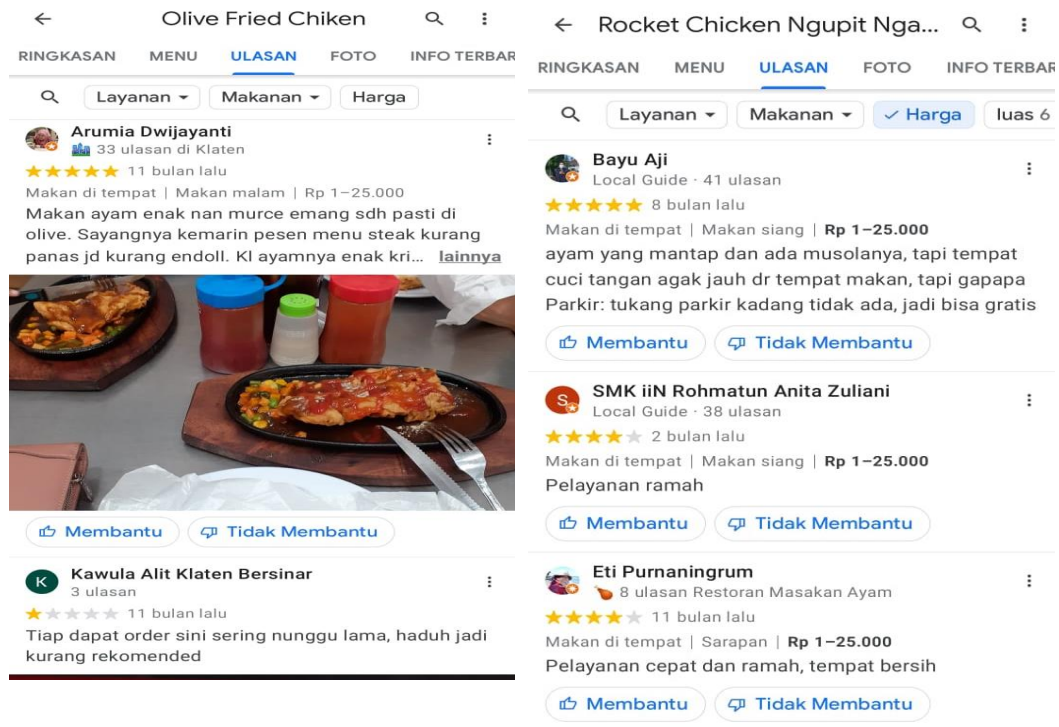 Olive Fried Chiken
RINGKASAN MENU ULASAN FOTO INFO TERBAR
Layanan Makanan Harga
Arumia Dwijayanti
33 ulasan di Klaten
11 bulan lalu
Makan di tempat | Makan malam | Rp 1–25.000
Makan ayam enak nan murce emang sdh pasti di
olive. Sayangnya kemarin pesen menu steak kurang
panas jd kurang endoll. Kl ayamnya enak kri... lainnya
Membantu Tidak Membantu
K
Kawula Alit Klaten Bersinar
3 ulasan
11 bulan lalu
Tiap dapat order sini sering nunggu lama, haduh jadi
kurang rekomended
Rocket Chicken Ngupit Nga...
RINGKASAN MENU ULASAN FOTO INFO TERBAR
Layanan Makanan Harga luas 6
Bayu Aji
Local Guide · 41 ulasan
8 bulan lalu
Makan di tempat | Makan siang | Rp 1–25.000
ayam yang mantap dan ada musolanya, tapi tempat
cuci tangan agak jauh dr tempat makan, tapi gapapa
Parkir: tukang parkir kadang tidak ada, jadi bisa gratis
Membantu Tidak Membantu
S
SMK iiN Rohmatun Anita Zuliani
Local Guide · 38 ulasan
2 bulan lalu
Makan di tempat | Makan siang | Rp 1–25.000
Pelayanan ramah
Membantu Tidak Membantu
Eti Purnaningrum
8 ulasan Restoran Masakan Ayam
11 bulan lalu
Makan di tempat | Sarapan | Rp 1–25.000
Pelayanan cepat dan ramah, tempat bersih
Membantu Tidak Membantu